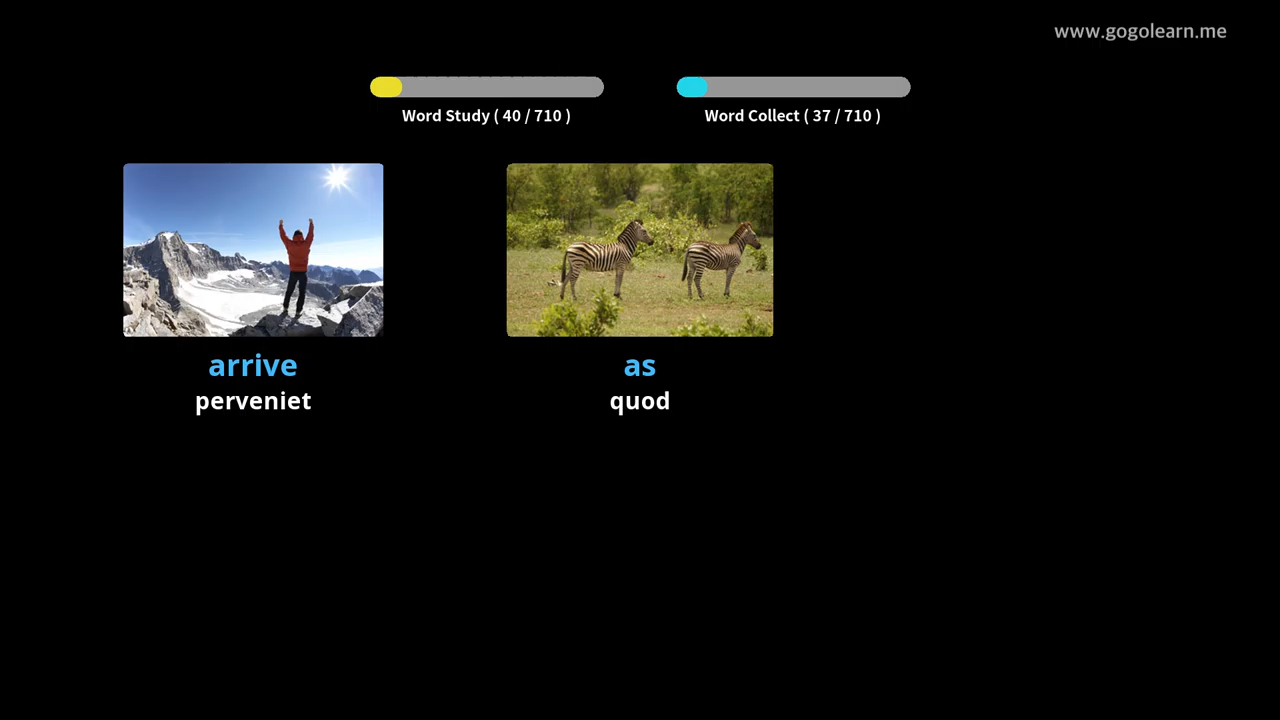 www.gogolearn.me
Word Study ( 40 / 710 )
Word Collect ( 37 / 710 )
arrive
perveniet
as
quod